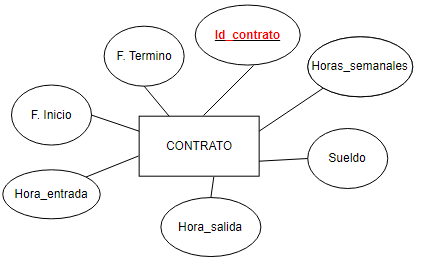 Id_contrato
F. Termino
Horas_semanales
F. Inicio
CONTRATO
Sueldo
Hora_entrada
Hora_salida